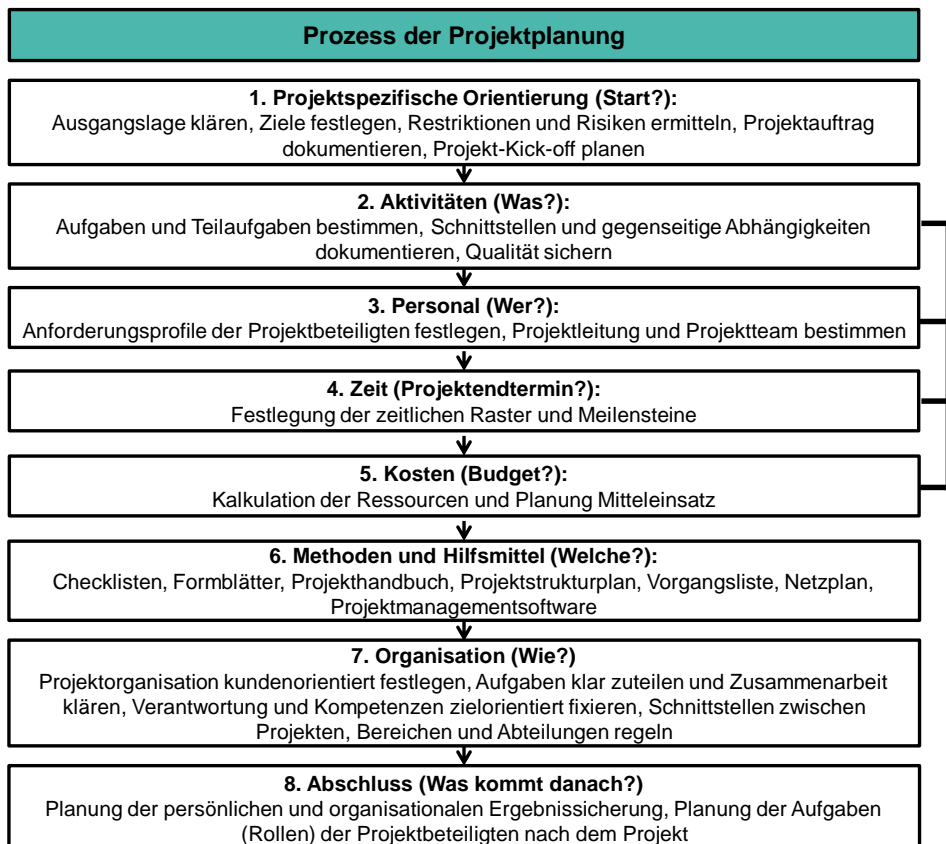 Prozess der Projektplanung
1. Projektspezifische Orientierung (Start?):
Ausgangslage klären, Ziele festlegen, Restriktionen und Risiken ermitteln, Projektauftrag
dokumentieren, Projekt-Kick-off planen
2. Aktivitäten (Was?):
Aufgaben und Teilaufgaben bestimmen, Schnittstellen und gegenseitige Abhängigkeiten
dokumentieren, Qualität sichern
3. Personal (Wer?):
Anforderungsprofile der Projektbeteiligten festlegen, Projektleitung und Projektteam bestimmen
4. Zeit (Projektendtermin?):
Festlegung der zeitlichen Raster und Meilensteine
5. Kosten (Budget?):
Kalkulation der Ressourcen und Planung Mitteleinsatz
6. Methoden und Hilfsmittel (Welche?):
Checklisten, Formblätter, Projekthandbuch, Projektstrukturplan, Vorgangsliste, Netzplan,
Projektmanagementsoftware
7. Organisation (Wie?)
Projektorganisation kundenorientiert festlegen, Aufgaben klar zuteilen und Zusammenarbeit
klären, Verantwortung und Kompetenzen zielorientiert fixieren, Schnittstellen zwischen
Projekten, Bereichen und Abteilungen regeln
8. Abschluss (Was kommt danach?)
Planung der persönlichen und organisationalen Ergebnissicherung, Planung der Aufgaben
(Rollen) der Projektbeteiligten nach dem Projekt